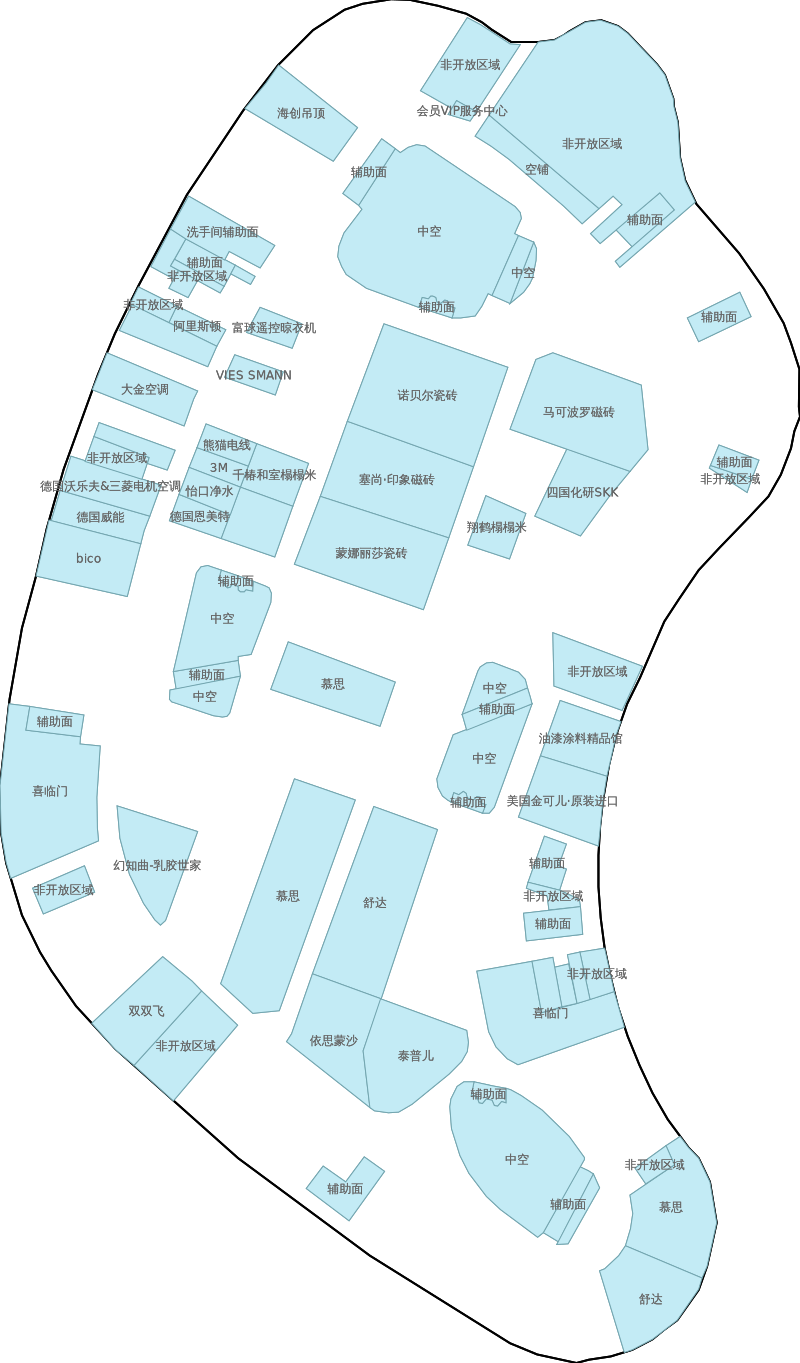 非开放区域
会员VIP服务中心
海创吊顶
非开放区域
空铺
辅助面
辅助面
中空
洗手间辅助面
辅助面
非开放区域
中空
非开放区域
辅助面
辅助面
阿里斯顿
富球遥控晾衣机
VIES SMANN
大金空调
诺贝尔瓷砖
马可波罗磁砖
熊猫电线
非开放区域
3M
千椿和室榻榻米
塞尚·印象磁砖
辅助面
非开放区域
德国沃乐夫&三菱电机空调
怡口净水
四国化研SKK
德国威能
德国恩美特
翔鹤榻榻米
bico
蒙娜丽莎瓷砖
辅助面
中空
辅助面
中空
慕思
中空
辅助面
非开放区域
辅助面
油漆涂料精品馆
中空
喜临门
辅助面
美国金可儿·原装进口
幻知曲-乳胶世家
辅助面
非开放区域
慕思
舒达
非开放区域
辅助面
非开放区域
双双飞
喜临门
依思蒙沙
非开放区域
泰普儿
辅助面
中空
非开放区域
辅助面
辅助面
慕思
舒达